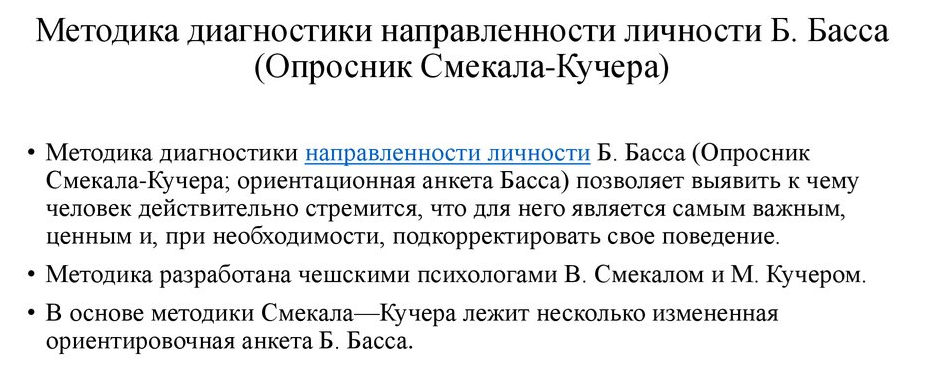 Методика диагностики направленности личности Б. Басса
(Опросник Смекала-Кучера)
• Методика диагностики направленности личности Б. Басса (Опросник
Смекала-Кучера; ориентационная анкета Басса) позволяет выявить к чему
человек действительно стремится, что для него является самым важным,
ценным и, при необходимости, подкорректировать свое поведение.
• Методика разработана чешскими психологами В. Смекалом и М. Кучером.
• В основе методики Смекала—Кучера лежит несколько измененная
ориентировочная анкета Б. Басса.